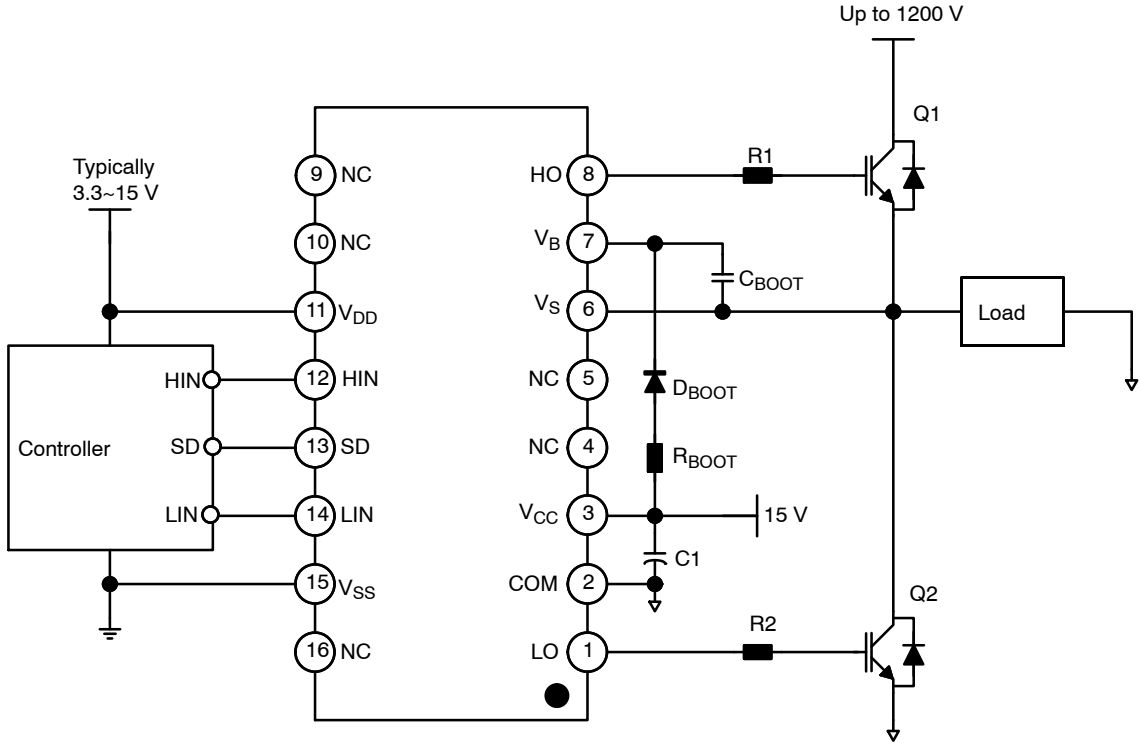 Up to 1200 V
Q1
Typically
3.3~15 V
9 NC
HO 8
R1
10 NC
VB 7
CBOOT
11 VDD
VS 6
Load
HIN
12 HIN
NC 5
DBOOT
Controller
SD
13 SD
NC 4
RBOOT
LIN
14 LIN
VCC 3
15 V
C1
15 VSS
COM 2
Q2
16 NC
LO 1
R2